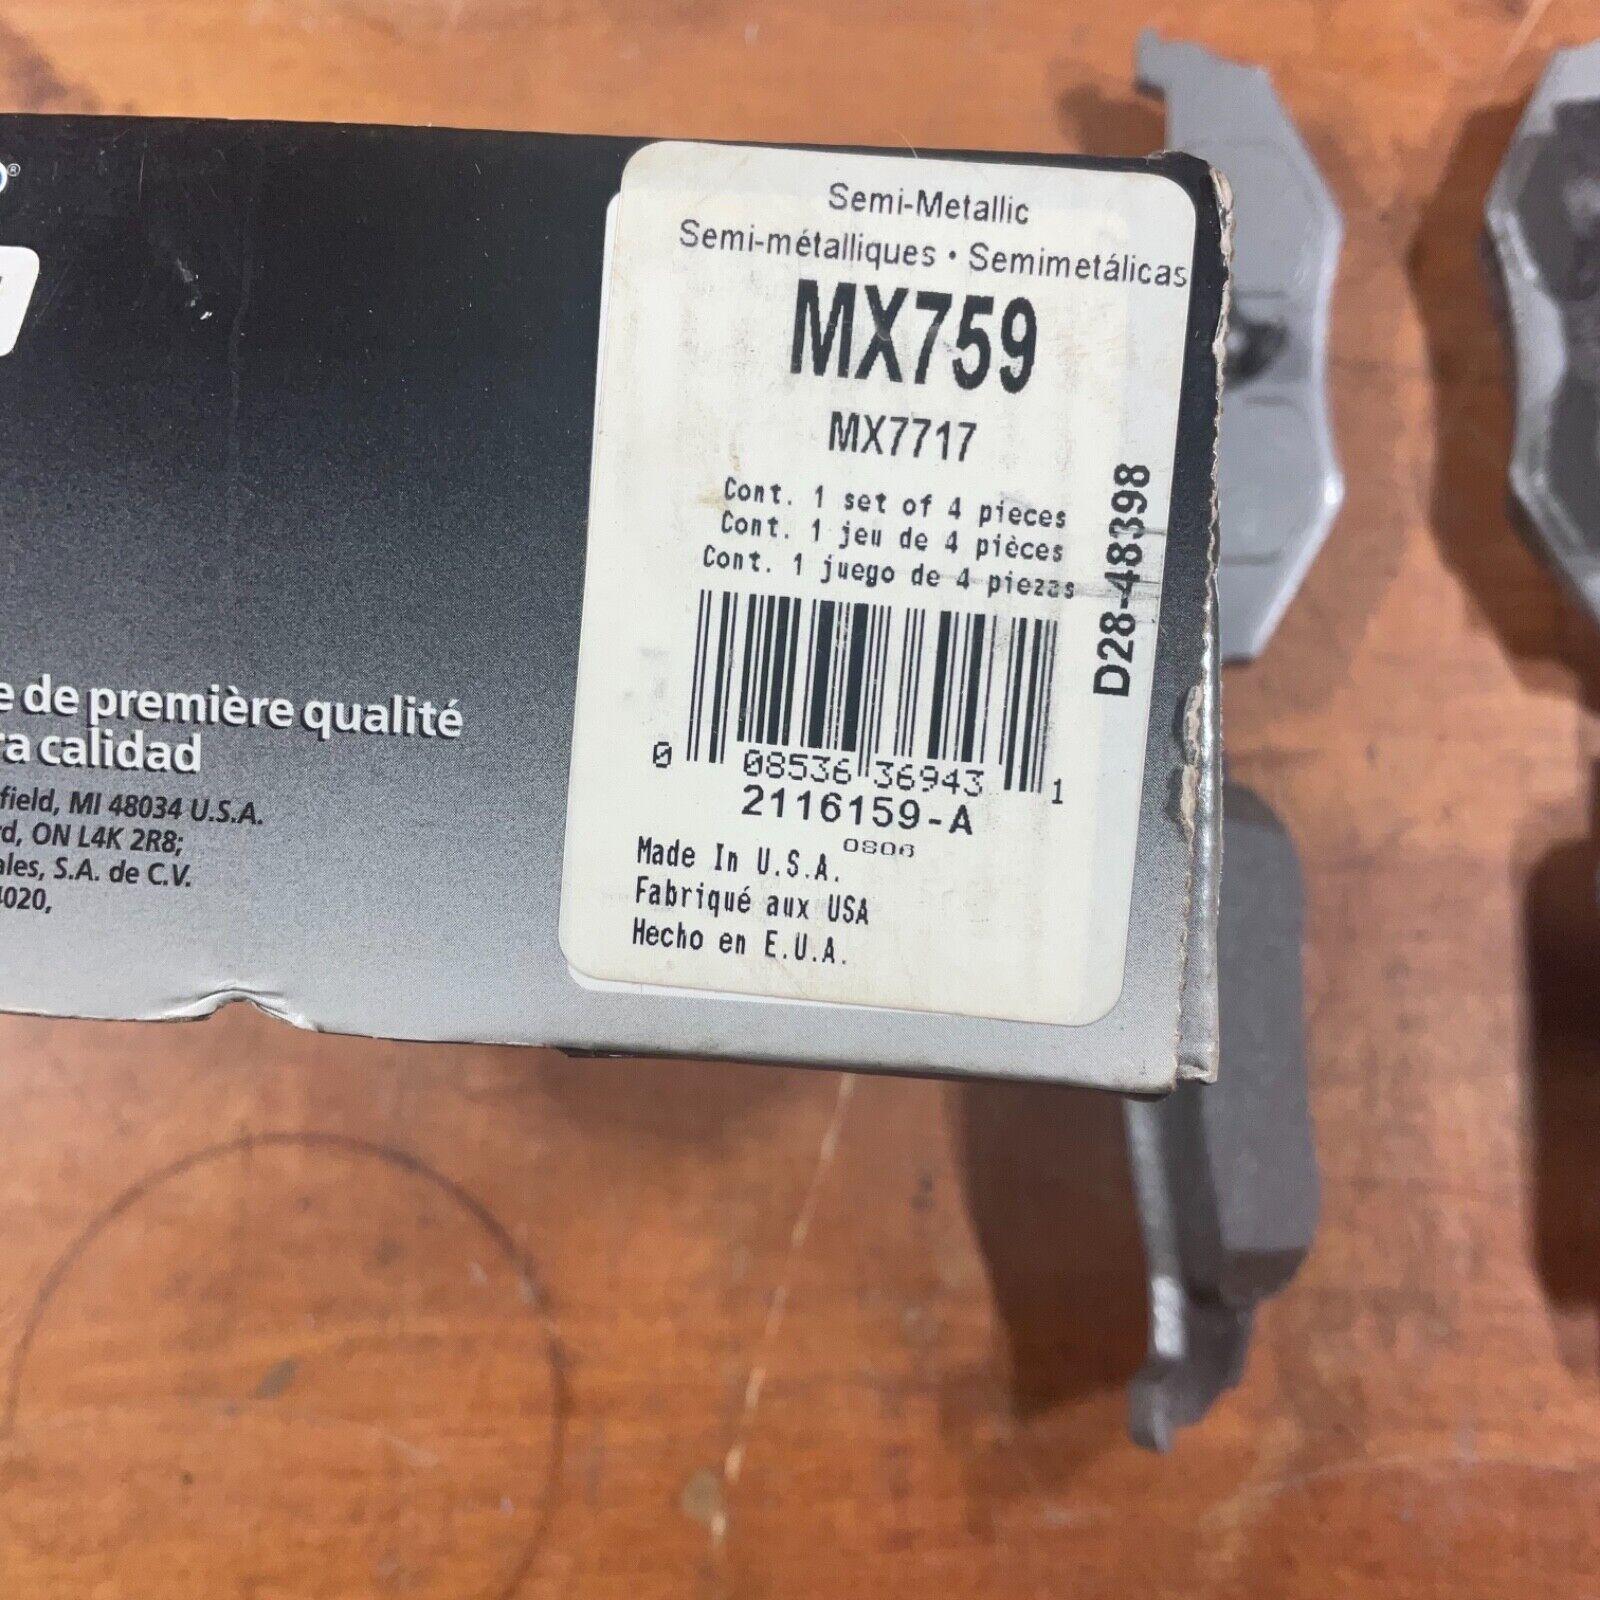 Semi-Metallic
Semi-métalliques • Semimetálicas
MX759
MX7717
Cont. 1 set of 4 pieces
Cont. 1 jeu de 4 pièces
Cont. 1 juego de 4 piezas
D28-48398
0 08536 36943 1
2116159-A
0806
Made In U.S.A.
Fabriqué aux USA
Hecho en E.U.A.
e de première qualité
ra calidad
field, MI 48034 U.S.A.
rd, ON L4K 2R8;
ales, S.A. de C.V.
4020,